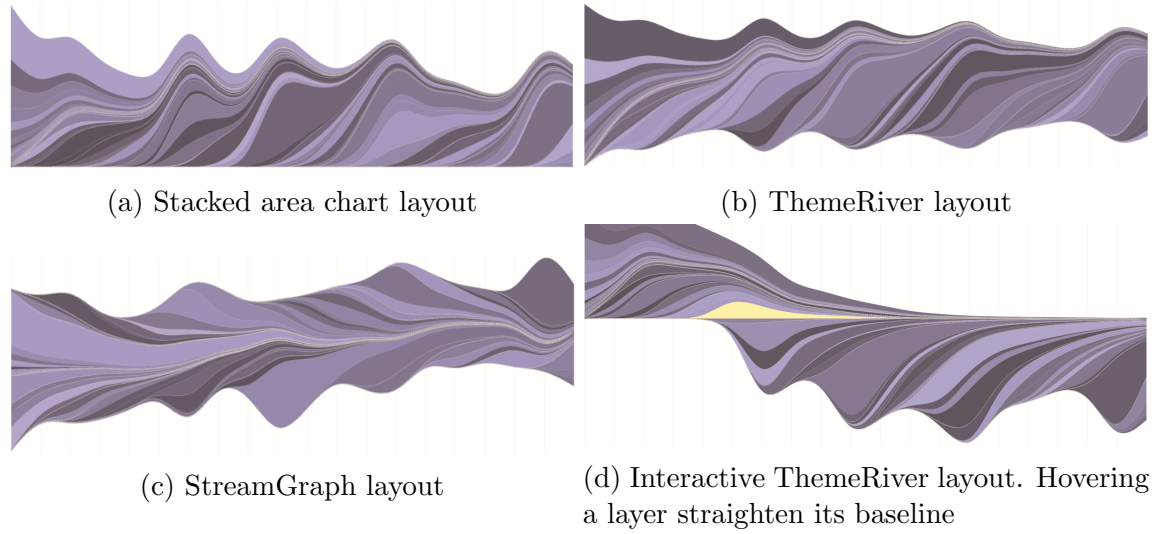 (a) Stacked area chart layout
(b) ThemeRiver layout
(c) StreamGraph layout
(d) Interactive ThemeRiver layout. Hovering
a layer straighten its baseline